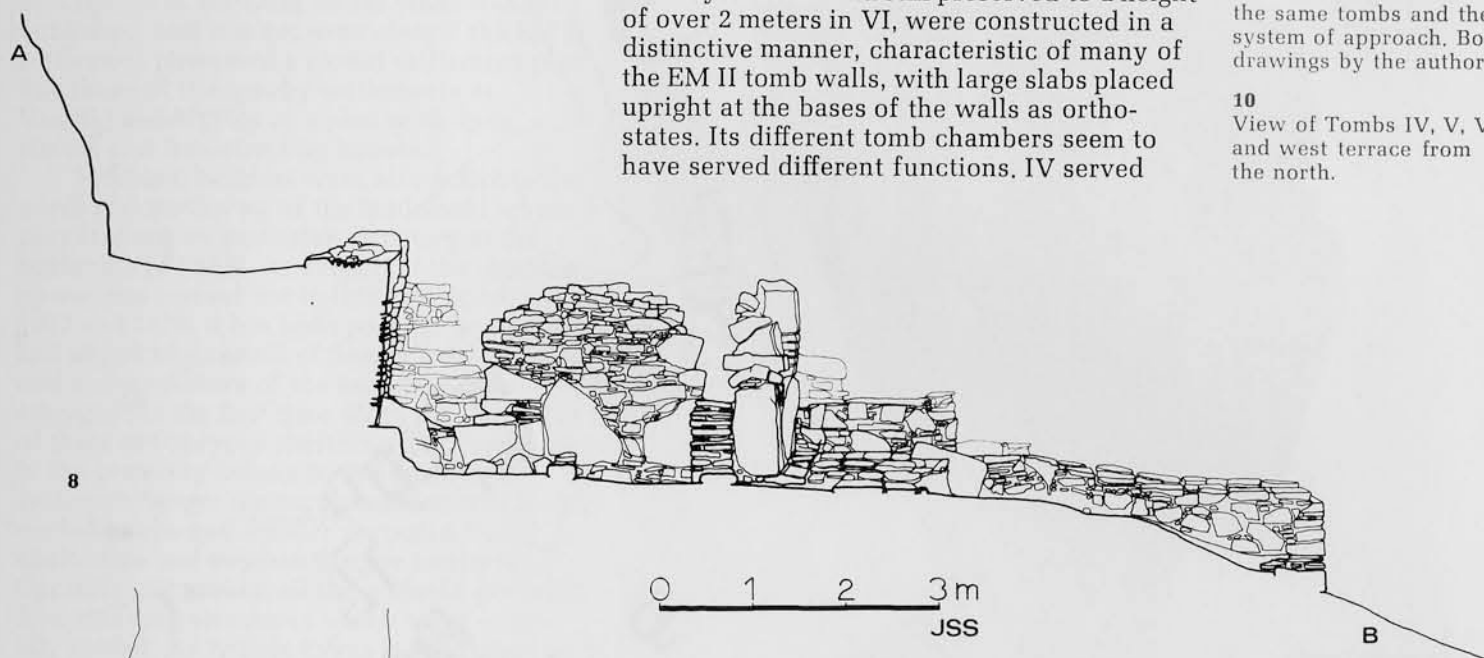 of over 2 meters in VI, were constructed in a
distinctive manner, characteristic of many of
the EM II tomb walls, with large slabs placed
upright at the bases of the walls as ortho-
states. Its different tomb chambers seem to
have served different functions. IV served
the same tombs and the
system of approach. Bo
drawings by the author
10
View of Tombs IV, V, V
and west terrace from
the north.
A
8
0 1 2 3 m
JSS
B